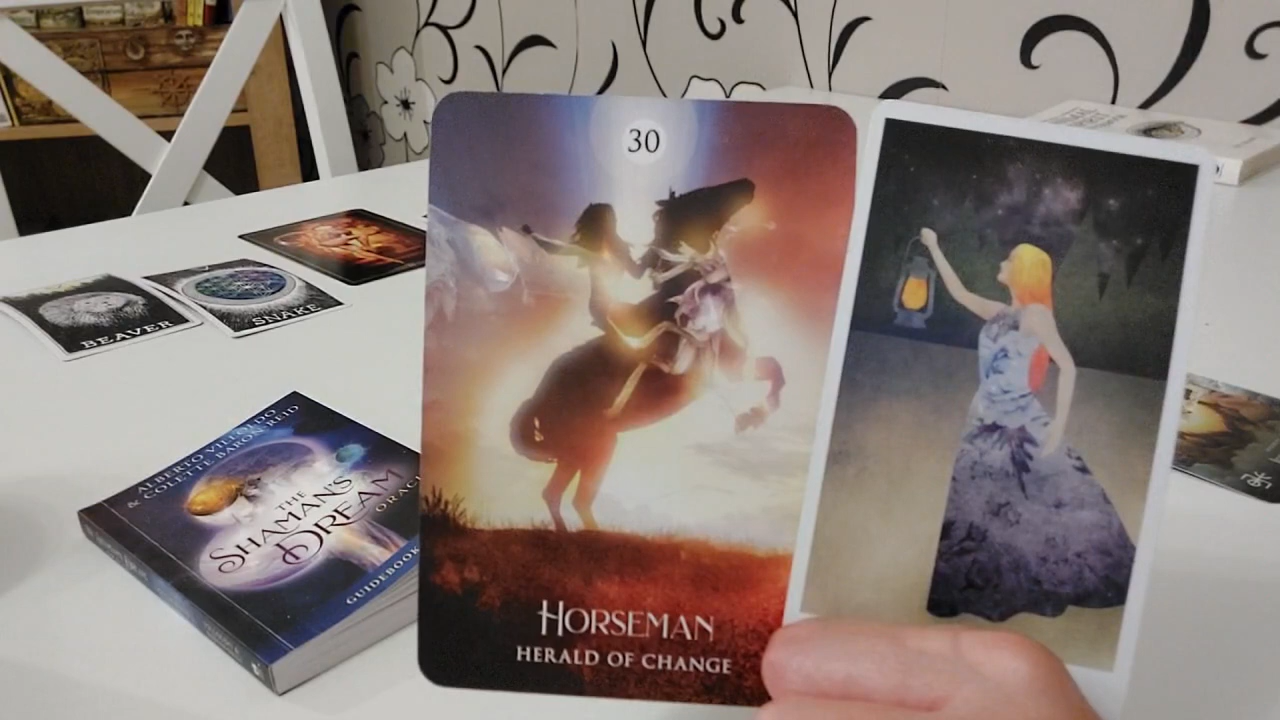 30
HORSEMAN
HERALD OF CHANGE
BEAVER
SNAKE
ALBERTO VILLOLDO
& COLETTE BARON REID
THE
SHAMAN'S
DREAM
GUIDEBOOK